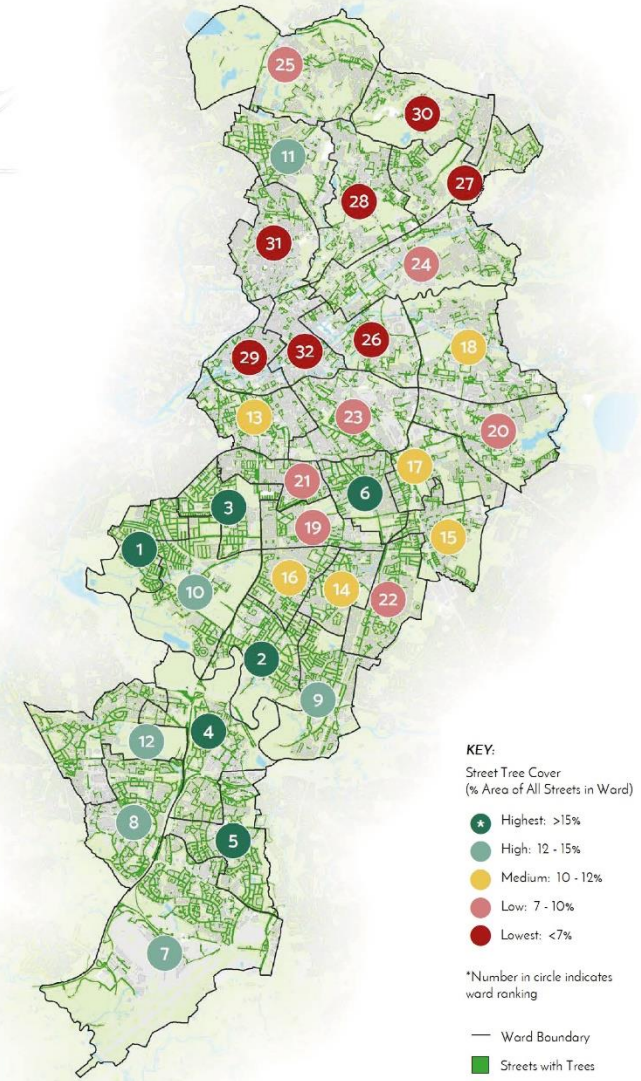 25
30
11
27
28
31
24
26
18
32
29
13
23
20
17
21
6
3
19
15
1
16
14
10
22
2
9
4
12
8
5
7
KEY:
Street Tree Cover
(% Area of All Streets in Ward)
* Highest: >15%
High: 12 - 15%
Medium: 10 - 12%
Low: 7 - 10%
Lowest: <7%
*Number in circle indicates
ward ranking
Ward Boundary
Streets with Trees